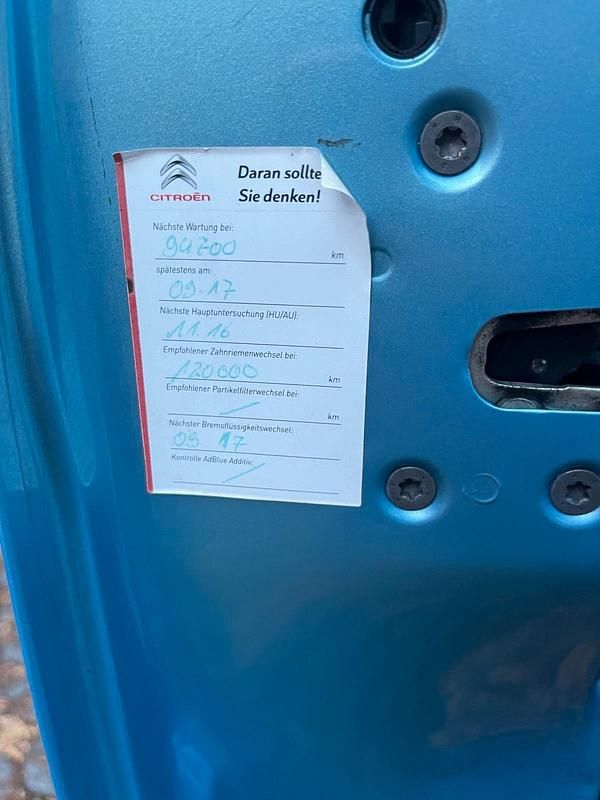 CITROËN
Daran sollte
Sie denken!
Nächste Wartung bei:
94200 km
spätestens am:
09.17
Nächste Hauptuntersuchung (HU/AU):
11.16
Empfohlener Zahnriemenwechsel bei:
120000 km
Empfohlener Partikelfilterwechsel bei:
km
Nächster Bremsflüssigkeitswechsel:
09 17
Kontrolle AdBlue Additiv: